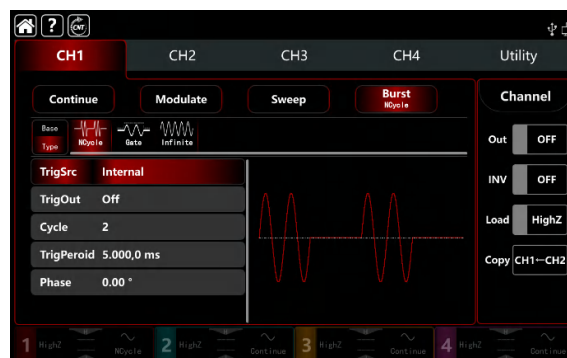 ? CNT
CH1 CH2 CH3 CH4 Utility
Continue Modulate Sweep Burst
NCycle
Channel
Base
Type
NCycle Gate Infinite
Out OFF
TrigSrc Internal
INV OFF
TrigOut Off
Load HighZ
Cycle 2
TrigPeroid 5.000,0 ms
Copy CH1←CH2
Phase 0.00 °
1 HighZ NCycle 2 HighZ Continue 3 HighZ Continue 4 HighZ Continue